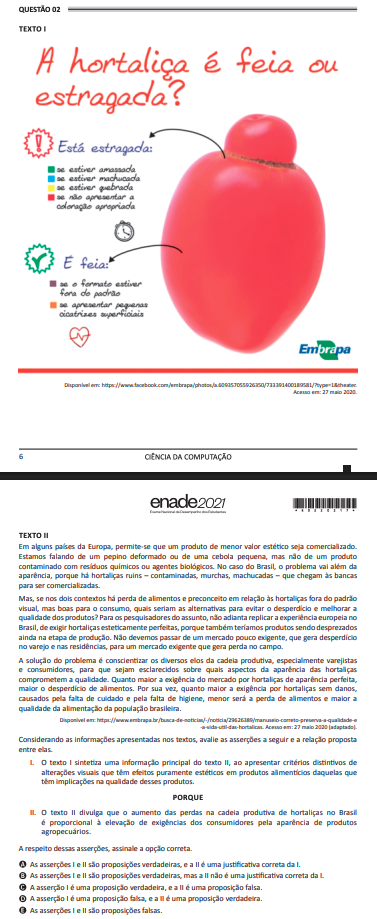 QUESTÃO 02
TEXTO I
A hortaliça é feia ou
estragada?
Está estragada:
se estiver amassada
se estiver machucada
se estiver quebrada
se não apresentar a
coloração apropriada
É feia:
se o formato estiver
fora do padrão
se apresentar pequenas
cicatrizes superficiais
Embrapa
Disponível em: https://www.facebook.com/embrapa/photos/a.609357055926350/733391400189581/?type=1&theater.
Acesso em: 27 maio 2020.
6
CIÊNCIA DA COMPUTAÇÃO
enade2021
Exame Nacional de Desempenho dos Estudantes
TEXTO II
Em alguns países da Europa, permite-se que um produto de menor valor estético seja comercializado.
Estamos falando de um pepino deformado ou de uma cebola pequena, mas não de um produto
contaminado com resíduos químicos ou agentes biológicos. No caso do Brasil, o problema vai além da
aparência, porque há hortaliças ruins – contaminadas, murchas, machucadas – que chegam às bancas
para ser comercializadas.
Mas, se nos dois contextos há perda de alimentos e preconceito em relação às hortaliças fora do padrão
visual, mas boas para o consumo, quais seriam as alternativas para evitar o desperdício e melhorar a
qualidade dos produtos? Para os pesquisadores do assunto, não adianta replicar a experiência europeia no
Brasil, de exigir hortaliças esteticamente perfeitas, porque também teríamos produtos sendo desprezados
ainda na etapa de produção. Não devemos passar de um mercado pouco exigente, que gera desperdício
no varejo e nas residências, para um mercado exigente que gera perda no campo.
A solução do problema é conscientizar os diversos elos da cadeia produtiva, especialmente varejistas
e consumidores, para que sejam esclarecidos sobre quais aspectos da aparência das hortaliças
comprometem a qualidade. Quanto maior a exigência do mercado por hortaliças de aparência perfeita,
maior o desperdício de alimentos. Por sua vez, quanto maior a exigência por hortaliças sem danos,
causados pela falta de cuidado e pela falta de higiene, menor será a perda de alimentos e maior a
qualidade da alimentação da população brasileira.
Disponível em: https://www.embrapa.br/busca-de-noticias/-/noticia/29626389/manuseio-correto-preserva-a-qualidade-e
-a-vida-util-das-hortalicas. Acesso em: 27 maio 2020 (adaptado).
Considerando as informações apresentadas nos textos, avalie as asserções a seguir e a relação proposta
entre elas.
I. O texto I sintetiza uma informação principal do texto II, ao apresentar critérios distintivos de
alterações visuais que têm efeitos puramente estéticos em produtos alimentícios daquelas que
têm implicações na qualidade desses produtos.
PORQUE
II. O texto II divulga que o aumento das perdas na cadeia produtiva de hortaliças no Brasil
é proporcional à elevação de exigências dos consumidores pela aparência de produtos
agropecuários.
A respeito dessas asserções, assinale a opção correta.
A As asserções I e II são proposições verdadeiras, e a II é uma justificativa correta da I.
B As asserções I e II são proposições verdadeiras, mas a II não é uma justificativa correta da I.
C A asserção I é uma proposição verdadeira, e a II é uma proposição falsa.
D A asserção I é uma proposição falsa, e a II é uma proposição verdadeira.
E As asserções I e II são proposições falsas.